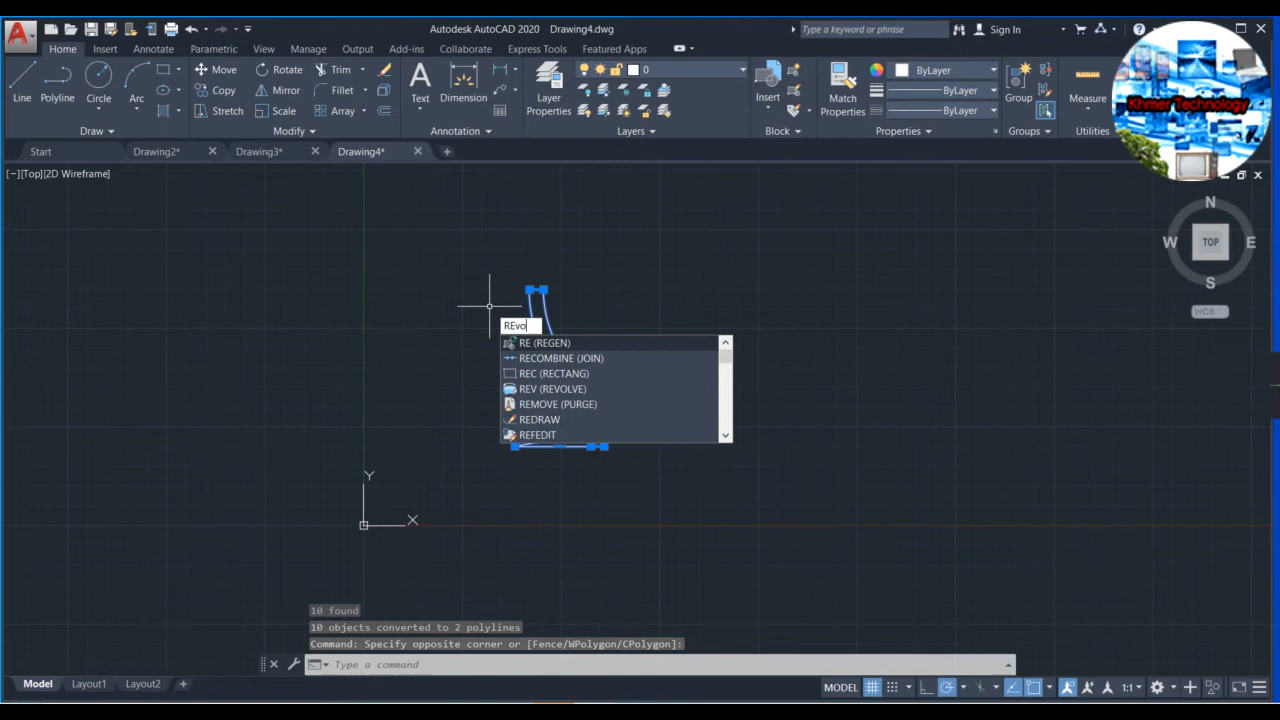 Autodesk AutoCAD 2020 Drawing4.dwg
Type a keyword or phrase
Sign In
Home Insert Annotate Parametric View Manage Output Add-ins Collaborate Express Tools Featured Apps
Line Polyline Circle Arc
Move Rotate Trim
Copy Mirror Fillet
Stretch Scale Array
Text Dimension
Layer Properties
0
Insert
Match Properties
ByLayer
ByLayer
ByLayer
Group
Measure
Draw Modify Annotation Layers Block Properties Groups Utilities
Khmer Technology
Start Drawing2* Drawing3* Drawing4*
[−][Top][2D Wireframe]
N
W TOP E
S
WCS
REvo
RE (REGEN)
RECOMBINE (JOIN)
REC (RECTANG)
REV (REVOLVE)
REMOVE (PURGE)
REDRAW
REFEDIT
Y
X
10 found
10 objects converted to 2 polylines
Command: Specify opposite corner or [Fence/WPolygon/CPolygon]:
Type a command
Model Layout1 Layout2
MODEL 1:1